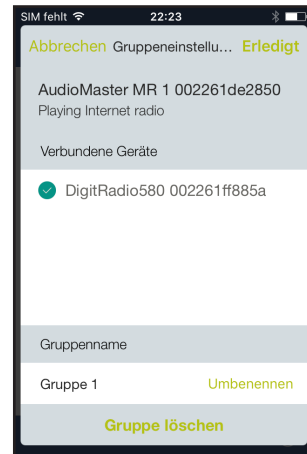 SIM fehlt 22:23
Abbrechen Gruppeneinstellu... Erledigt
AudioMaster MR 1 002261de2850
Playing Internet radio
Verbundene Geräte
DigitRadio580 002261ff885a
Gruppenname
Gruppe 1 Umbenennen
Gruppe löschen